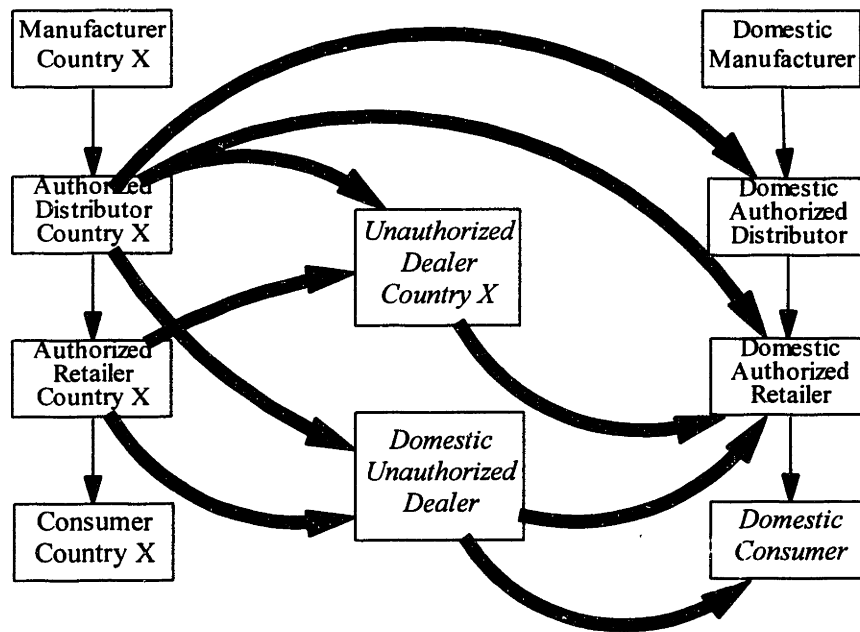 Manufacturer
Country X
Domestic
Manufacturer
Authorized
Distributor
Country X
Unauthorized
Dealer
Country X
Domestic
Authorized
Distributor
Authorized
Retailer
Country X
Domestic
Authorized
Retailer
Domestic
Unauthorized
Dealer
Consumer
Country X
Domestic
Consumer